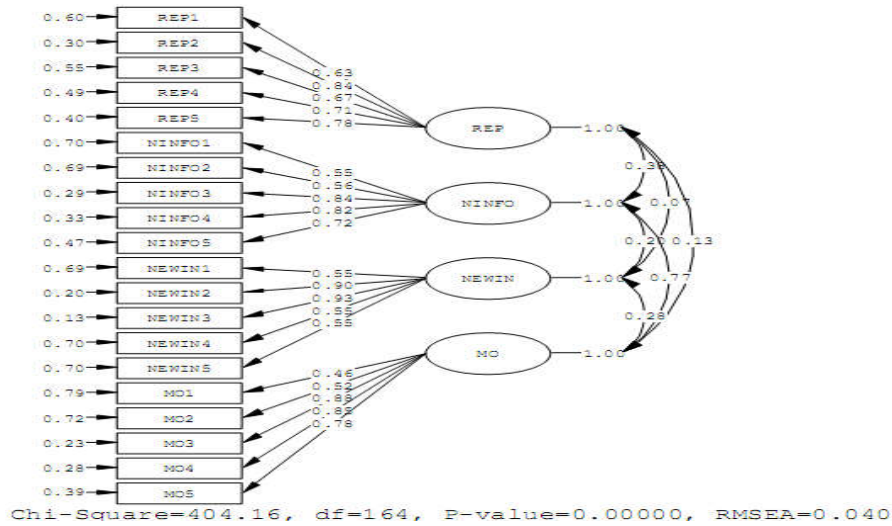 0.60 REP1
0.30 REP2
0.55 REP3
0.49 REP4
0.40 REP5
0.70 NINFO1
0.69 NINFO2
0.29 NINFO3
0.33 NINFO4
0.47 NINFO5
0.69 NEWIN1
0.20 NEWIN2
0.13 NEWIN3
0.70 NEWIN4
0.70 NEWIN5
0.79 MO1
0.72 MO2
0.23 MO3
0.28 MO4
0.39 MO5
0.63
0.84
0.67
0.71
0.78
0.55
0.56
0.84
0.82
0.72
0.55
0.90
0.93
0.55
0.55
0.46
0.52
0.88
0.78
REP 1.00
NINFO 1.00
NEWIN 1.00
MO 1.00
0.38
0.07
0.20 0.13
0.77
0.28
Chi-Square=404.16, df=164, P-value=0.00000, RMSEA=0.040